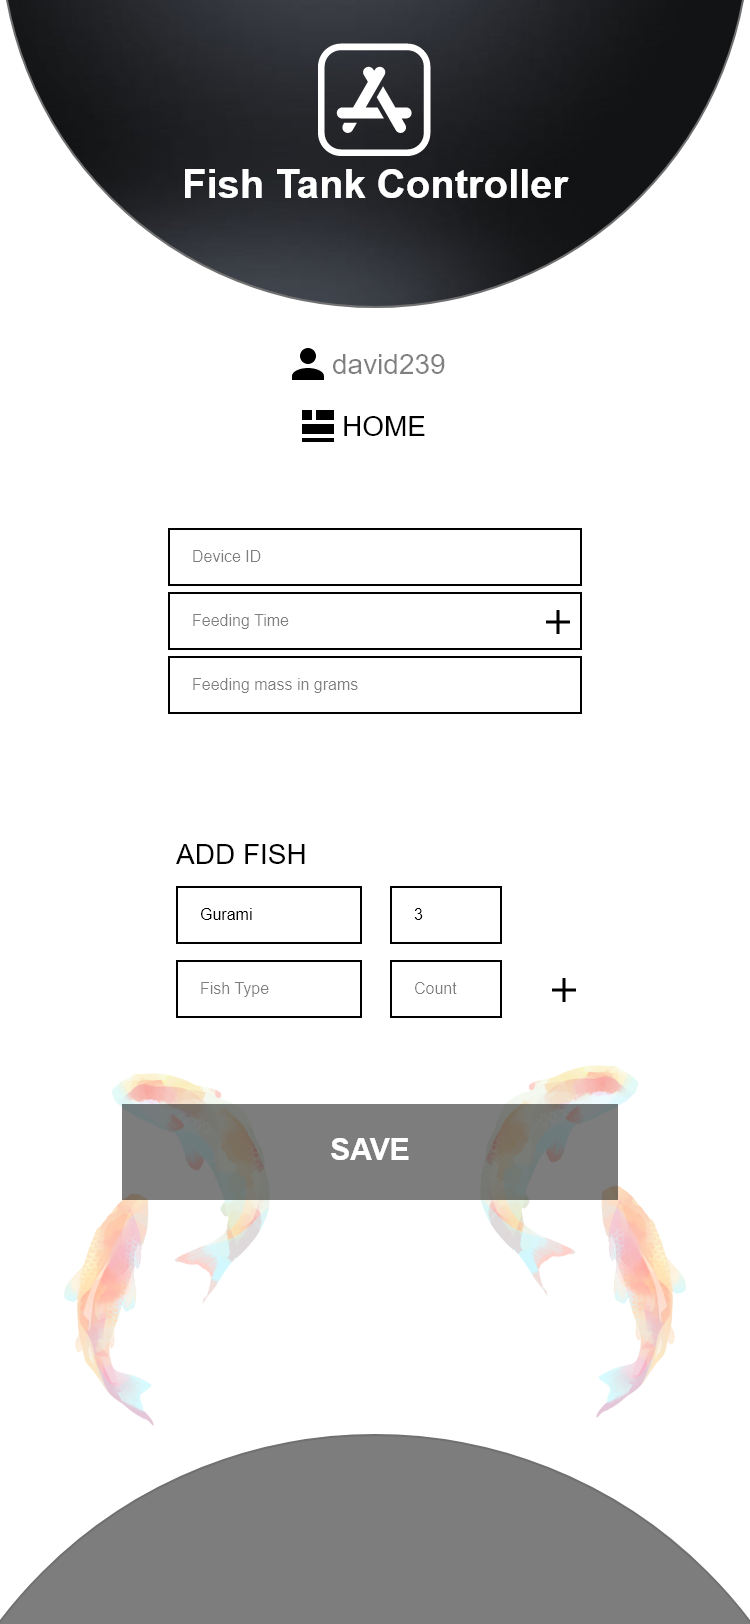 Fish Tank Controller
david239
HOME
Device ID
Feeding Time
Feeding mass in grams
ADD FISH
Gurami 3
Fish Type Count
SAVE